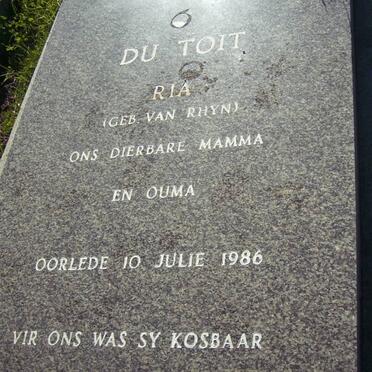 6
DU TOIT
RIA
(GEB. VAN RHYN)
ONS DIERBARE MAMMA
EN OUMA
OORLEDE 10 JULIE 1986
VIR ONS WAS SY KOSBAAR